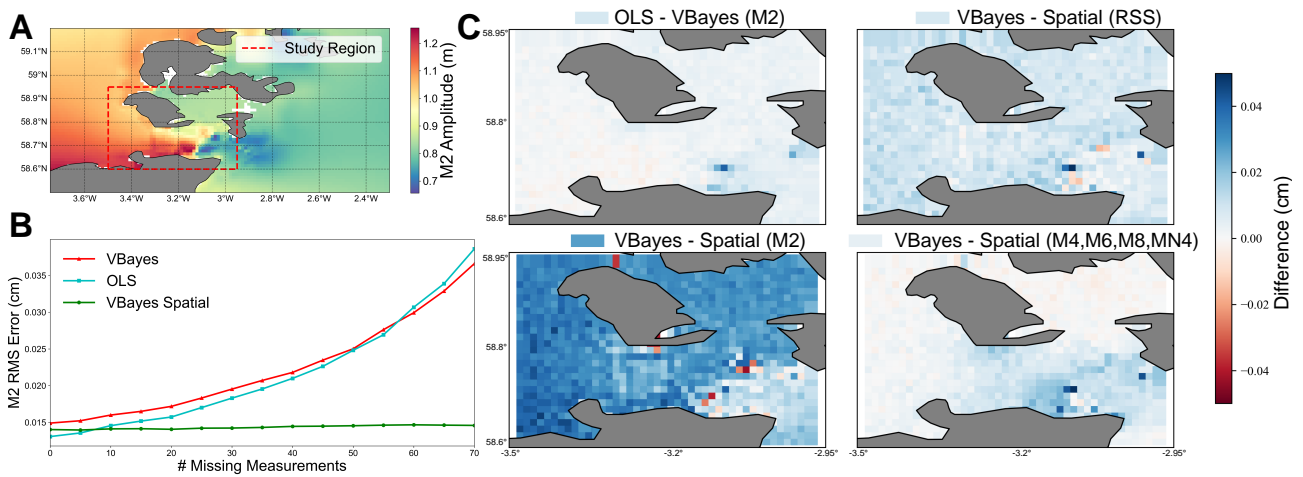 A
59.1°N
59°N
58.9°N
58.8°N
58.7°N
58.6°N
3.6°W
3.4°W
3.2°W
3°W
2.8°W
2.6°W
2.4°W
Study Region
1.2
1.1
1.0
0.9
0.8
0.7
M2 Amplitude (m)
B
VBayes
OLS
VBayes Spatial
0.035
0.030
0.025
0.020
0.015
M2 RMS Error (cm)
0
10
20
30
40
50
60
70
# Missing Measurements
C
OLS - VBayes (M2)
VBayes - Spatial (RSS)
58.95°
58.8°
58.6°
VBayes - Spatial (M2)
VBayes - Spatial (M4,M6,M8,MN4)
58.95°
58.8°
58.6°
-3.5°
-3.2°
-2.95°
-3.5°
-3.2°
-2.95°
0.04
0.02
0.00
−0.02
−0.04
Difference (cm)